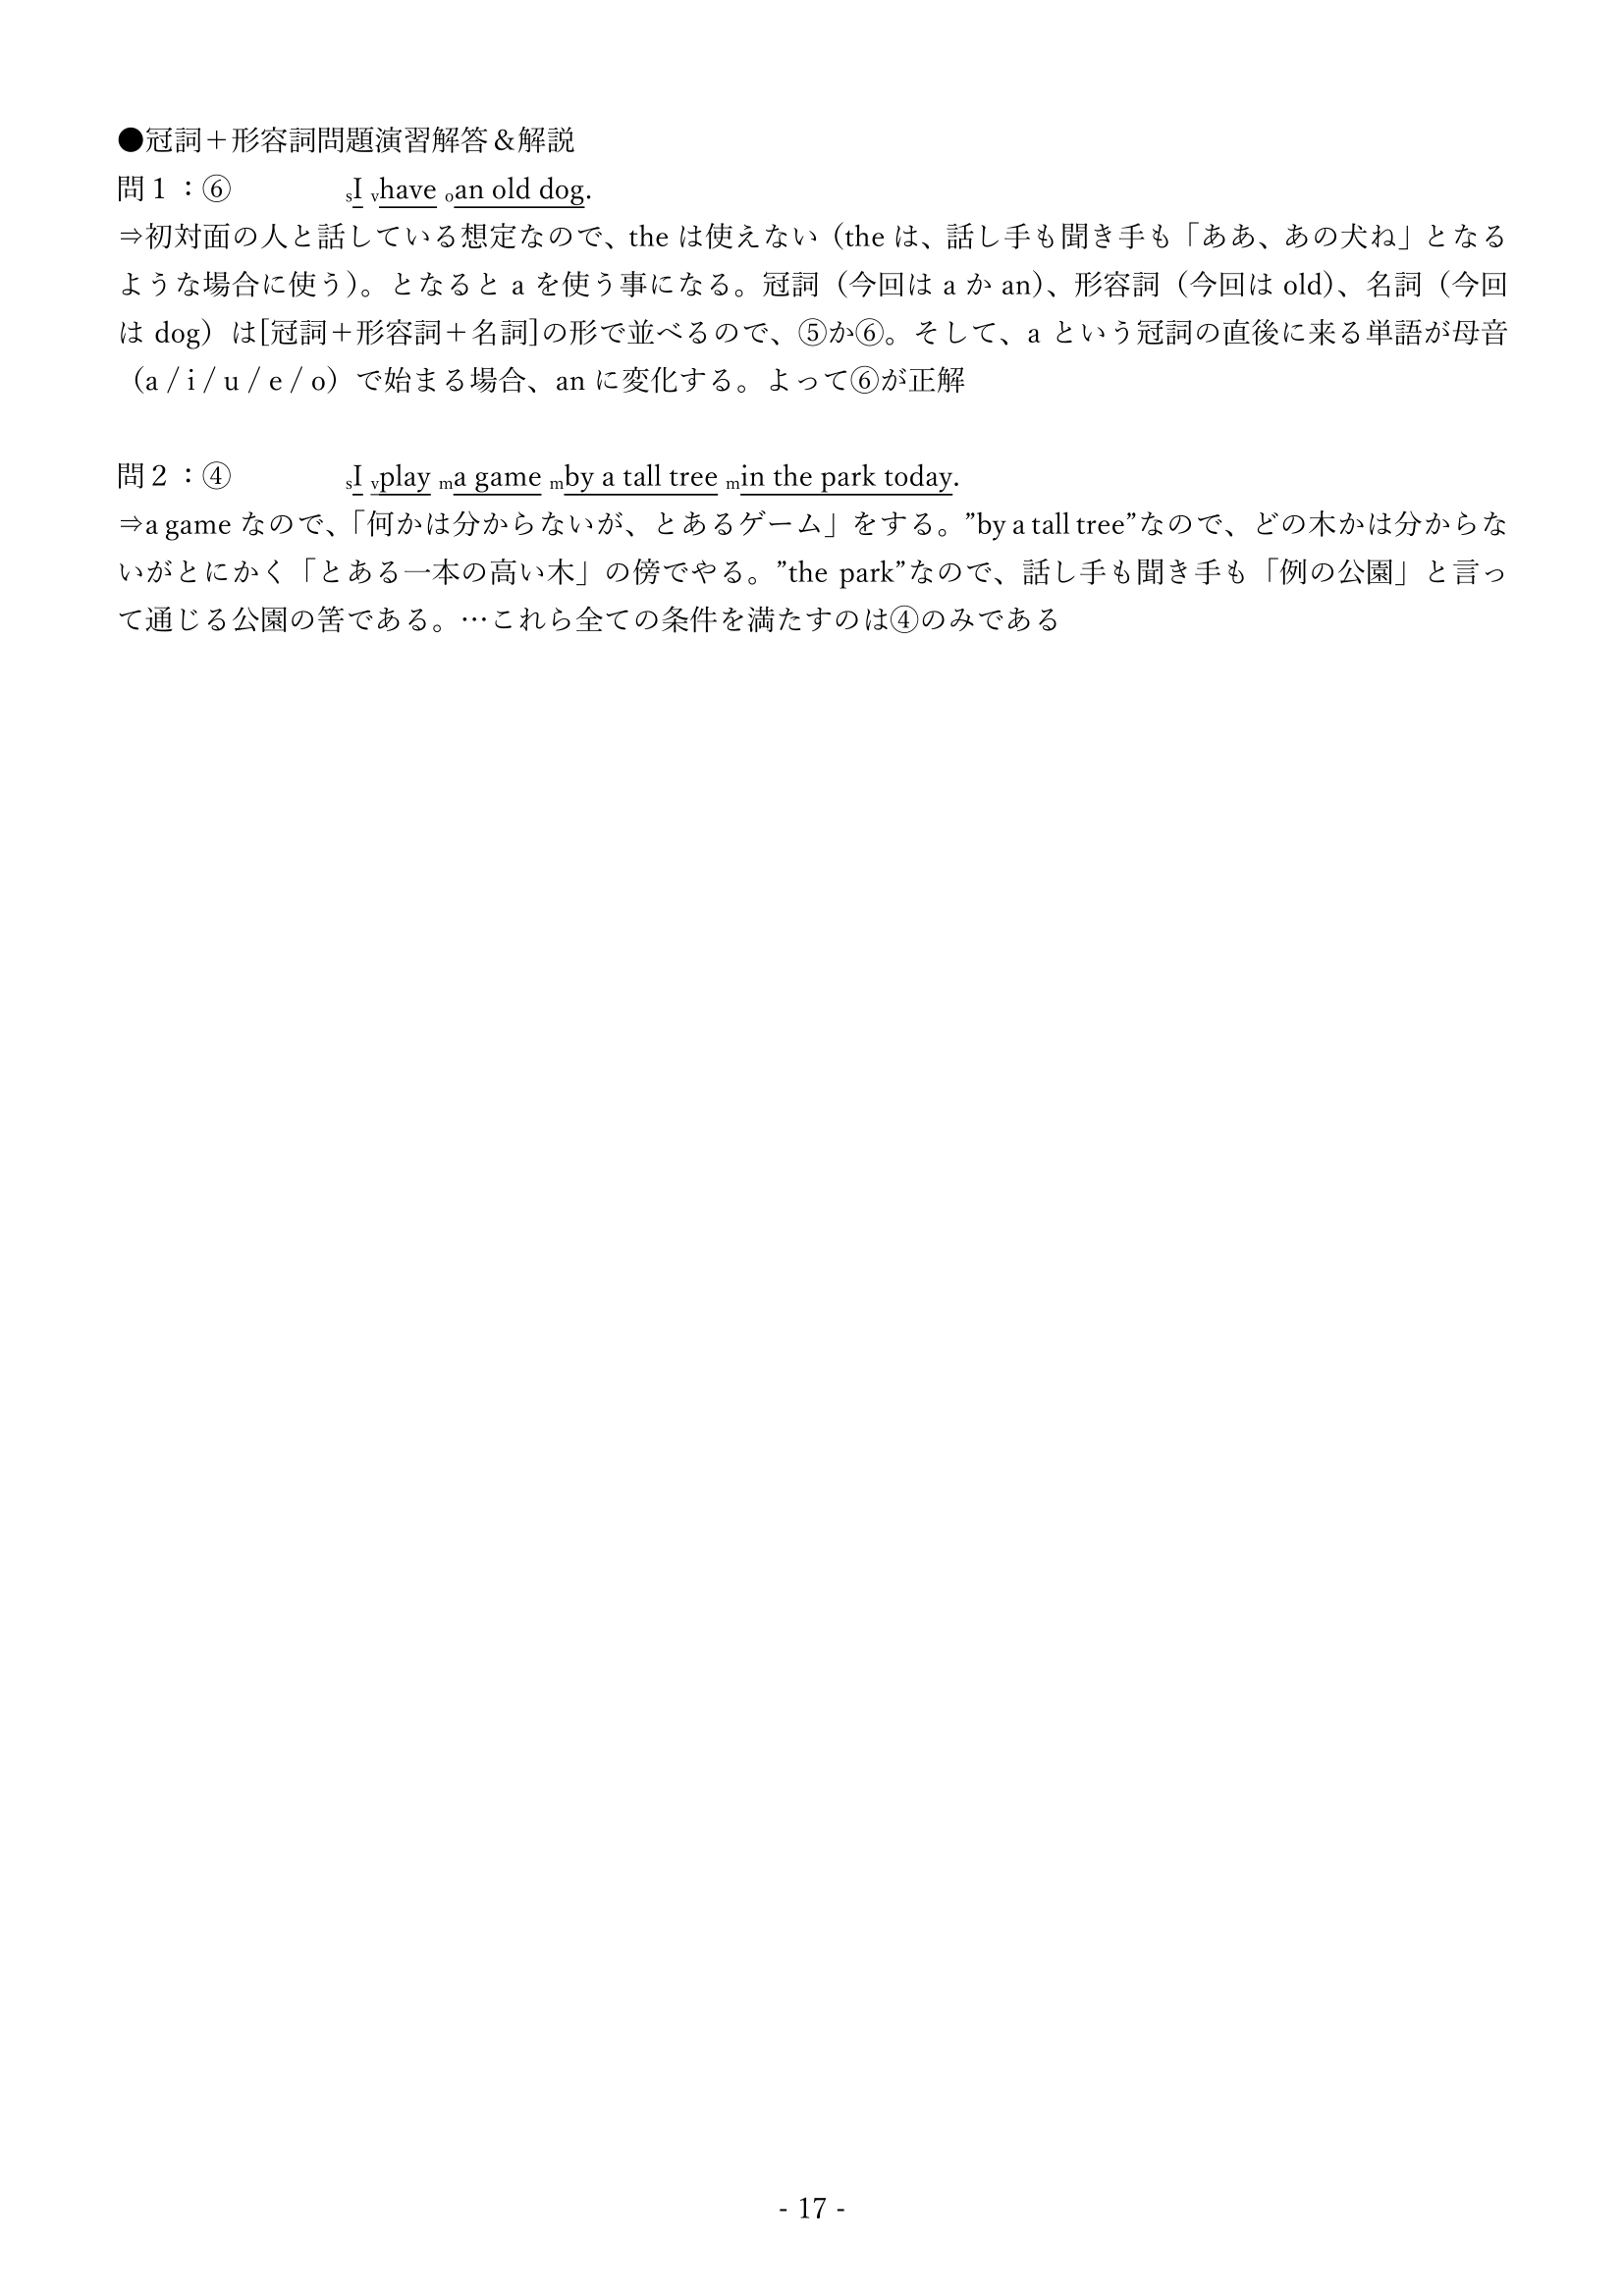 ●冠詞＋形容詞問題演習解答＆解説
問１：⑥ sI vhave oan old dog.
⇒初対面の人と話している想定なので、the は使えない（the は、話し手も聞き手も「ああ、あの犬ね」となる
ような場合に使う）。となると a を使う事になる。冠詞（今回は a か an）、形容詞（今回は old）、名詞（今回
は dog）は[冠詞＋形容詞＋名詞]の形で並べるので、⑤か⑥。そして、a という冠詞の直後に来る単語が母音
（a / i / u / e / o）で始まる場合、an に変化する。よって⑥が正解
問２：④ sI vplay ma game mby a tall tree min the park today.
⇒a game なので、「何かは分からないが、とあるゲーム」をする。”by a tall tree”なので、どの木かは分からな
いがとにかく「とある一本の高い木」の傍でやる。”the park”なので、話し手も聞き手も「例の公園」と言っ
て通じる公園の筈である。…これら全ての条件を満たすのは④のみである
- 17 -